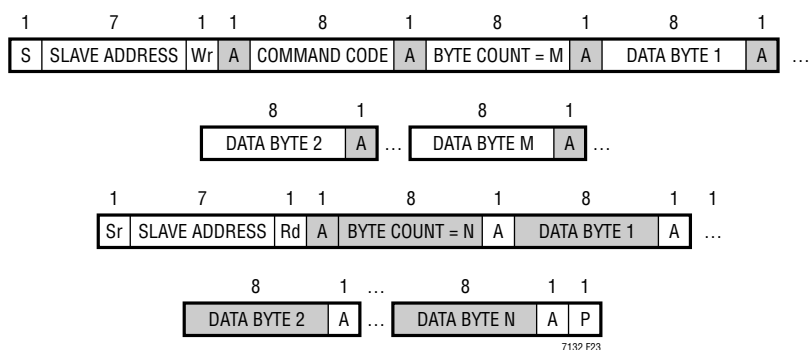 1 7 1 1 8 1 8 1 8 1
S SLAVE ADDRESS Wr A COMMAND CODE A BYTE COUNT = M A DATA BYTE 1 A …
8 1 8 1
DATA BYTE 2 A … DATA BYTE M A …
1 7 1 1 8 1 8 1 1
Sr SLAVE ADDRESS Rd A BYTE COUNT = N A DATA BYTE 1 A …
8 1 … 8 1 1
DATA BYTE 2 A … DATA BYTE N A P
7132 F23